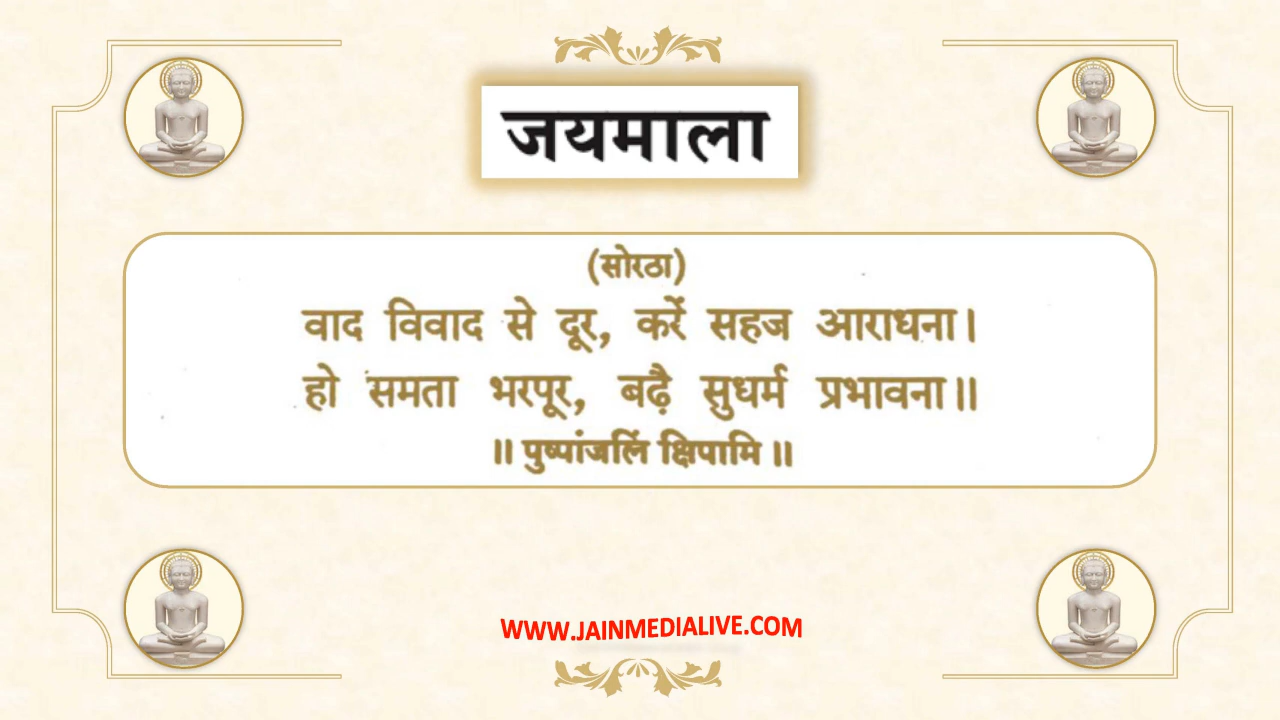 जयमाला
(सोरठा)
वाद विवाद से दूर, करें सहज आराधना।
हो समता भरपूर, बढ़ै सुधर्म प्रभावना॥
॥ पुष्पांजलिं क्षिपामि ॥
WWW.JAINMEDIALIVE.COM